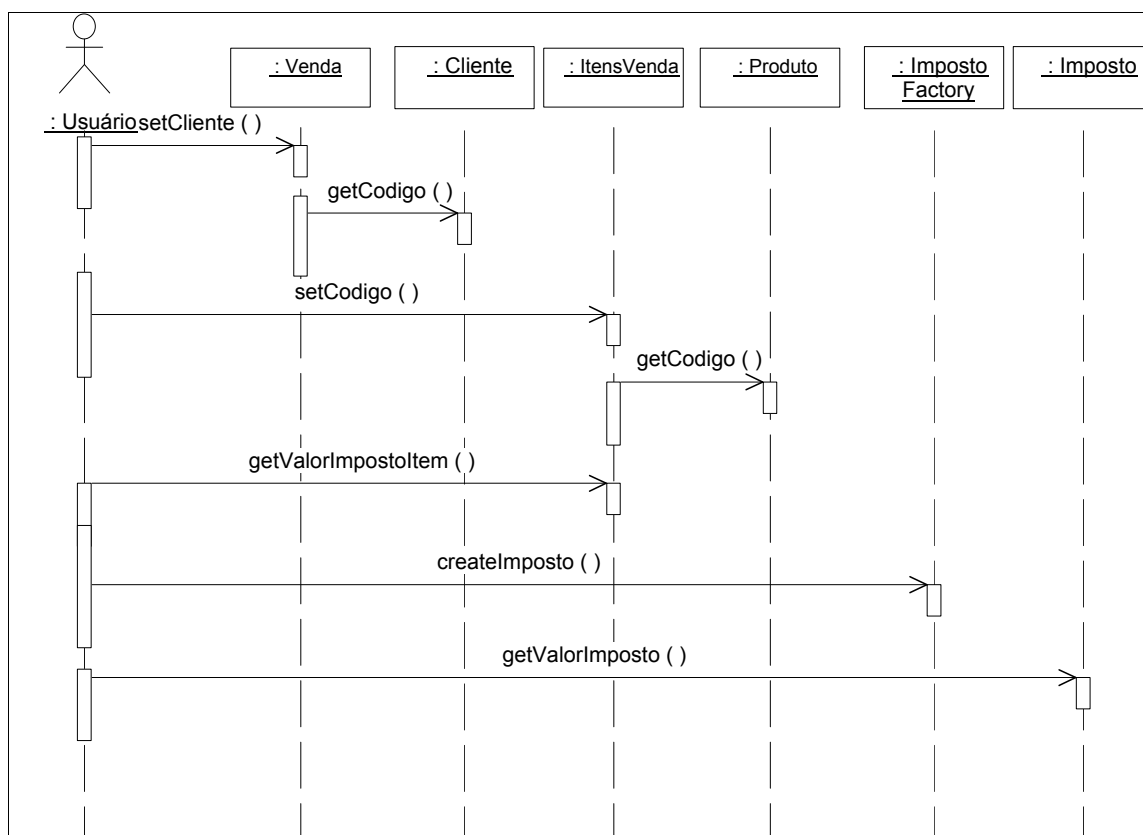 : Venda
: Cliente
: ItensVenda
: Produto
: Imposto
Factory
: Imposto
: Usuário
setCliente ( )
getCodigo ( )
setCodigo ( )
getCodigo ( )
getValorImpostoItem ( )
createImposto ( )
getValorImposto ( )